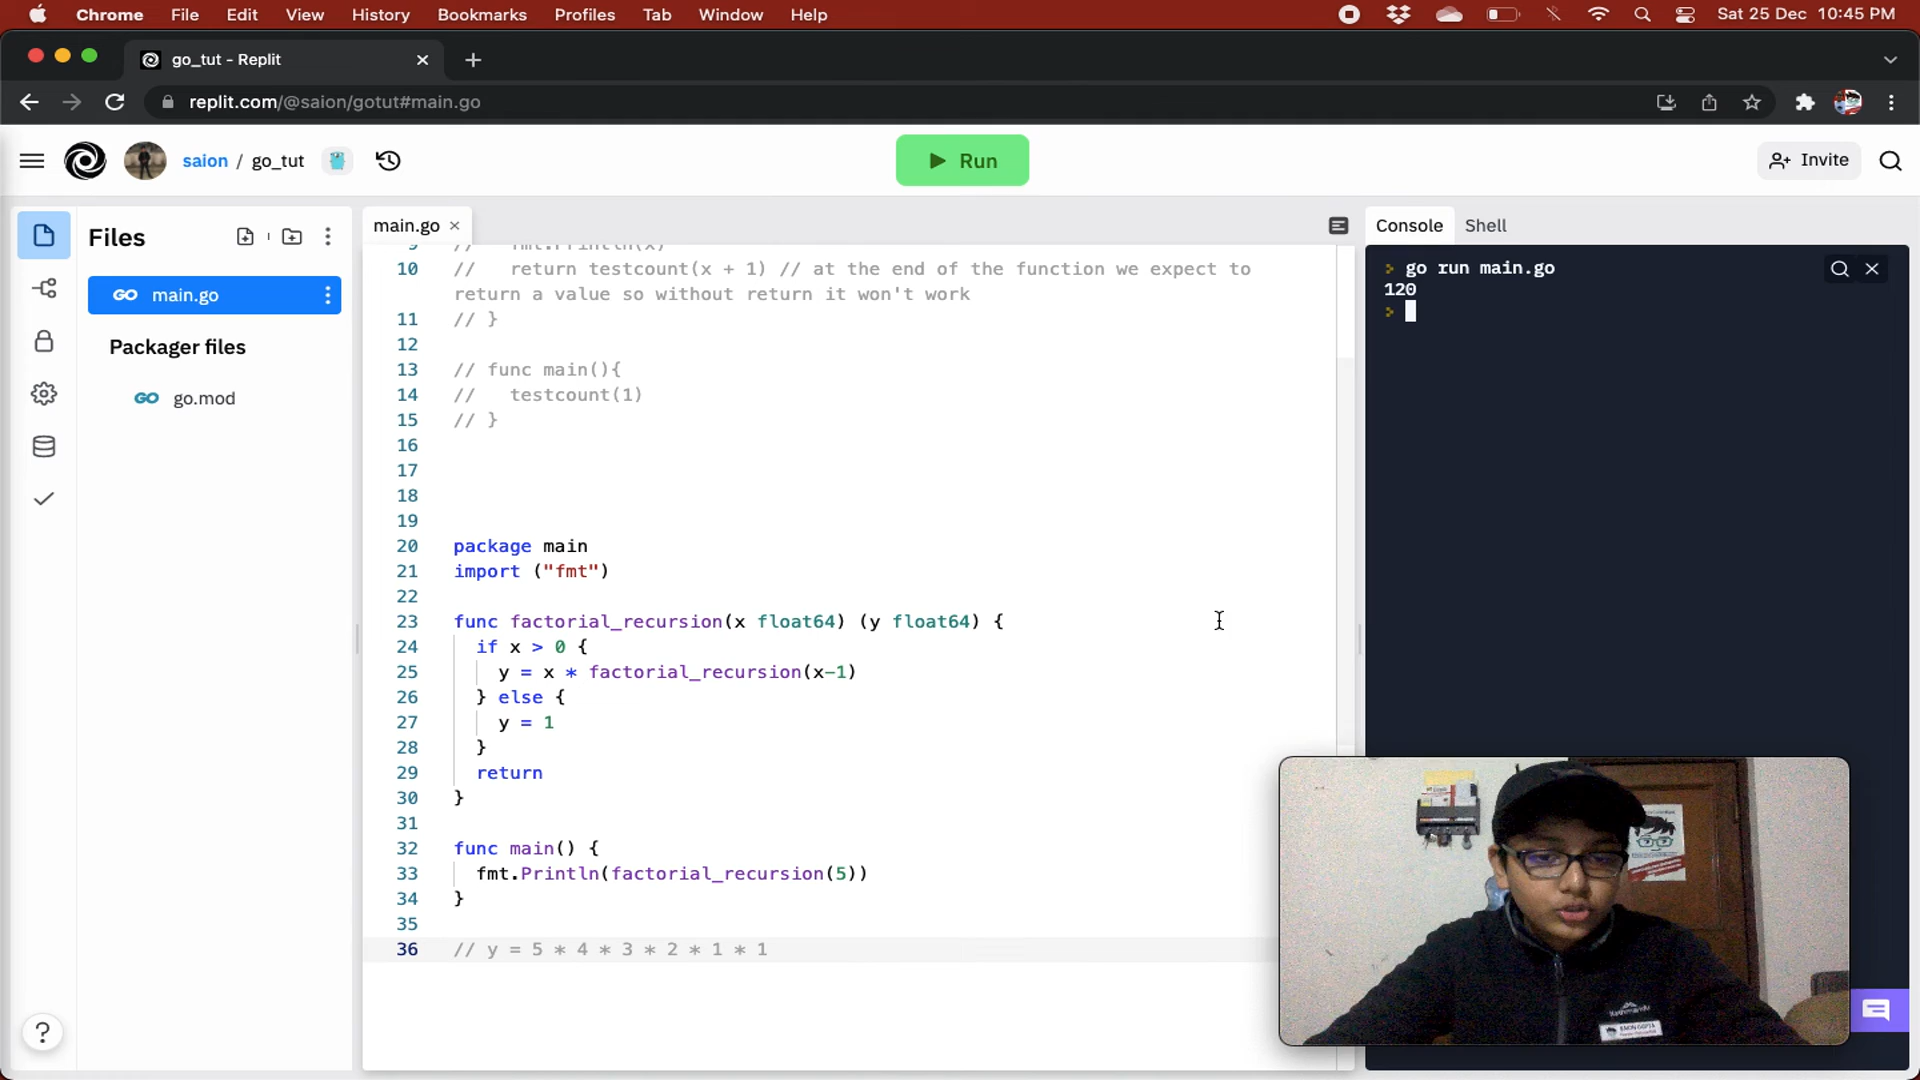 Chrome File Edit View History Bookmarks Profiles Tab Window Help Sat 25 Dec 10:45 PM
go_tut - Replit
replit.com/@saion/gotut#main.go
saion / go_tut Run Invite
Files
main.go
Packager files
go.mod
main.go
9 // fmt.Println(x)
10 // return testcount(x + 1) // at the end of the function we expect to
return a value so without return it won't work
11 // }
12
13 // func main(){
14 // testcount(1)
15 // }
16
17
18
19
20 package main
21 import ("fmt")
22
23 func factorial_recursion(x float64) (y float64) {
24 if x > 0 {
25 y = x * factorial_recursion(x-1)
26 } else {
27 y = 1
28 }
29 return
30 }
31
32 func main() {
33 fmt.Println(factorial_recursion(5))
34 }
35
36 // y = 5 * 4 * 3 * 2 * 1 * 1
Console Shell
> go run main.go
120
>
SAION GUPTA
?